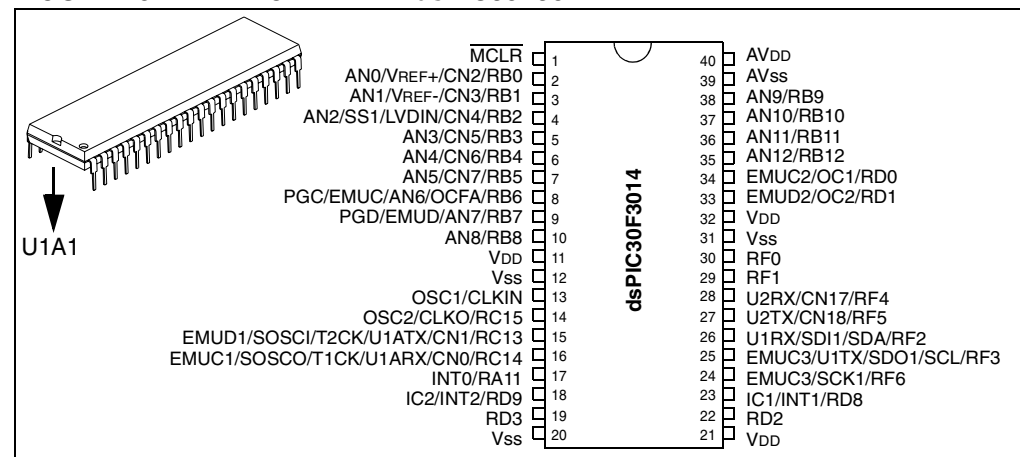 MCLR 1
AN0/VREF+/CN2/RB0 2
AN1/VREF-/CN3/RB1 3
AN2/SS1/LVDIN/CN4/RB2 4
AN3/CN5/RB3 5
AN4/CN6/RB4 6
AN5/CN7/RB5 7
PGC/EMUC/AN6/OCFA/RB6 8
PGD/EMUD/AN7/RB7 9
AN8/RB8 10
VDD 11
Vss 12
OSC1/CLKIN 13
OSC2/CLKO/RC15 14
EMUD1/SOSCI/T2CK/U1ATX/CN1/RC13 15
EMUC1/SOSCO/T1CK/U1ARX/CN0/RC14 16
INT0/RA11 17
IC2/INT2/RD9 18
RD3 19
Vss 20
dsPIC30F3014
40 AVDD
39 AVss
38 AN9/RB9
37 AN10/RB10
36 AN11/RB11
35 AN12/RB12
34 EMUC2/OC1/RD0
33 EMUD2/OC2/RD1
32 VDD
31 Vss
30 RF0
29 RF1
28 U2RX/CN17/RF4
27 U2TX/CN18/RF5
26 U1RX/SDI1/SDA/RF2
25 EMUC3/U1TX/SDO1/SCL/RF3
24 EMUC3/SCK1/RF6
23 IC1/INT1/RD8
22 RD2
21 VDD
U1A1